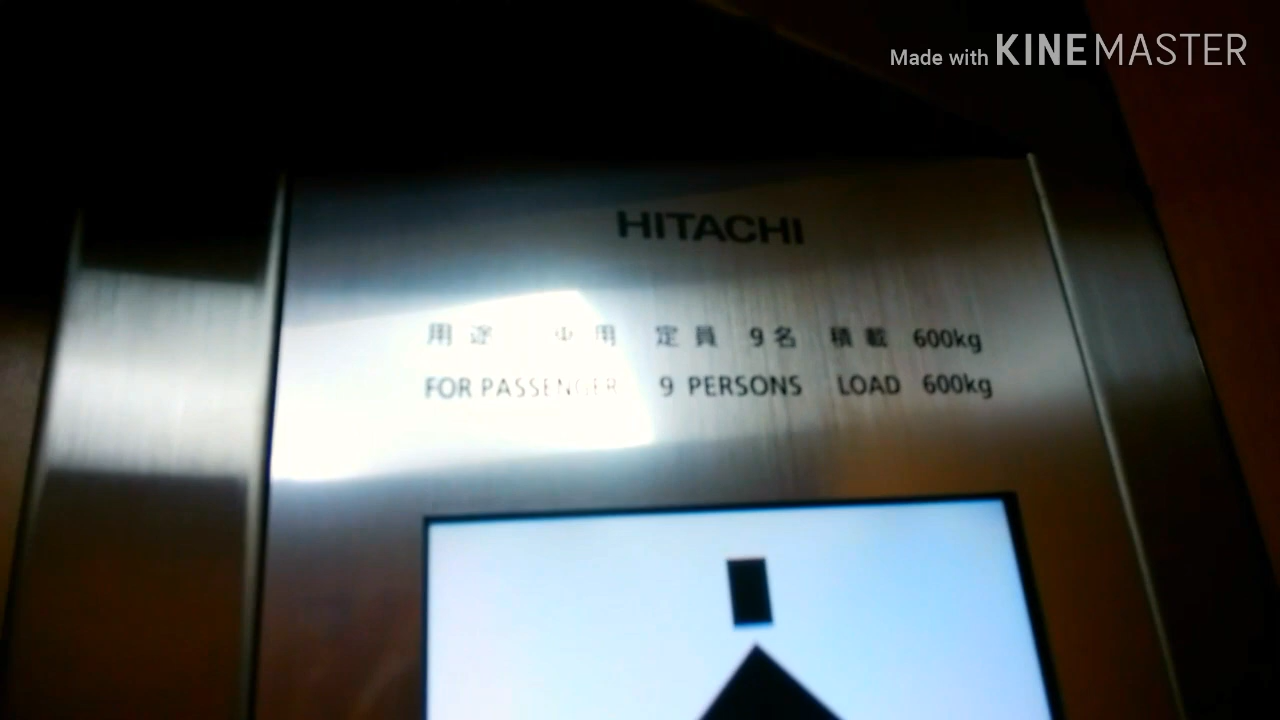 Made with KINEMASTER
HITACHI
用途 用 定員 9名 積載 600kg
FOR PASSENGER 9 PERSONS LOAD 600kg